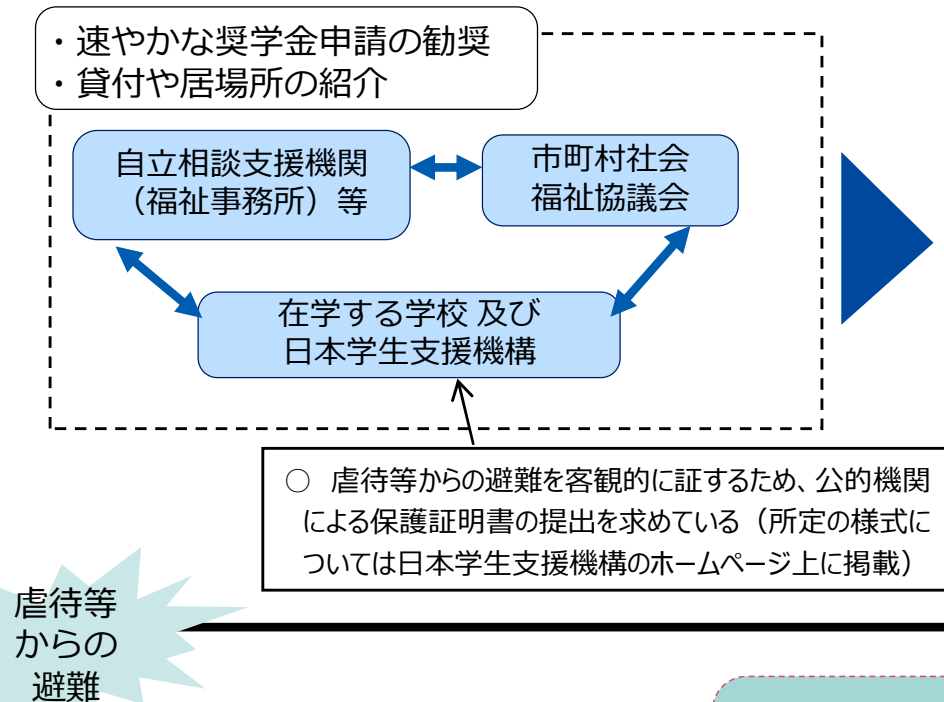 ・速やかな奨学金申請の勧奨
・貸付や居場所の紹介
自立相談支援機関
（福祉事務所）等
市町村社会
福祉協議会
在学する学校 及び
日本学生支援機構
○　虐待等からの避難を客観的に証するため、公的機関
による保護証明書の提出を求めている（所定の様式に
ついては日本学生支援機構のホームページ上に掲載）
虐待等
からの
避難